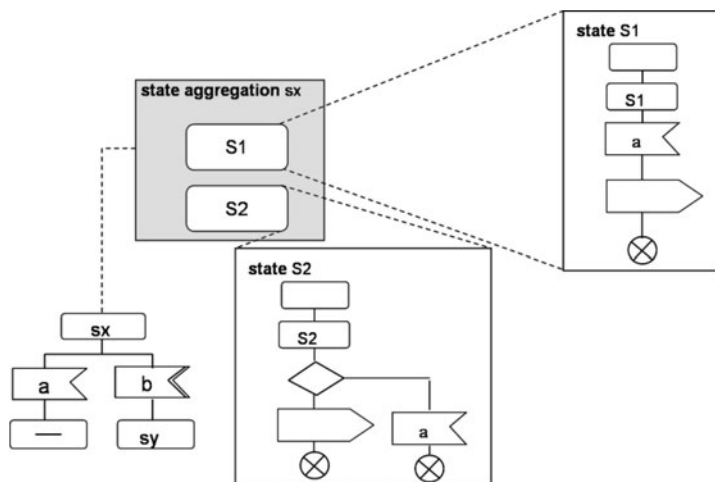 state S1
S1
a
state aggregation sx
S1
S2
state S2
S2
a
sx
a
b
sy